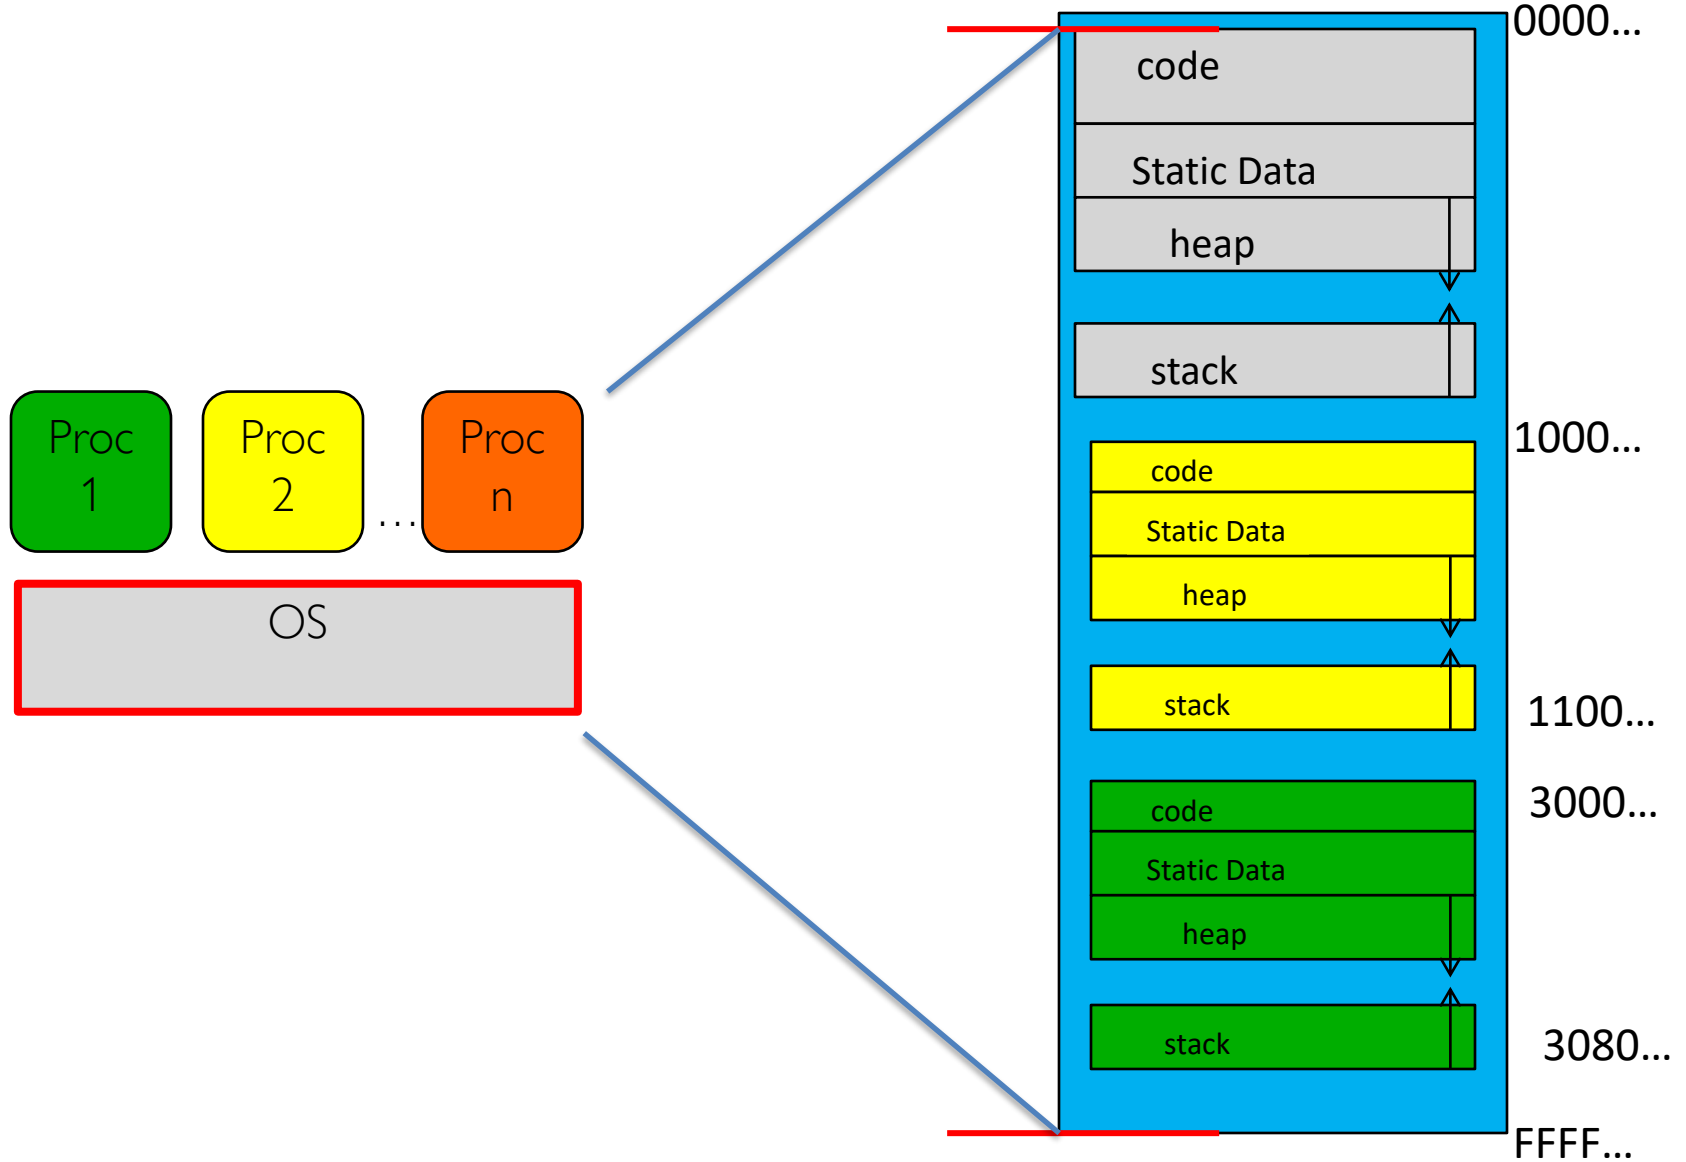 Proc
1
Proc
2
...
Proc
n
OS
0000...
code
Static Data
heap
stack
1000...
code
Static Data
heap
stack
1100...
3000...
code
Static Data
heap
stack
3080...
FFFF...